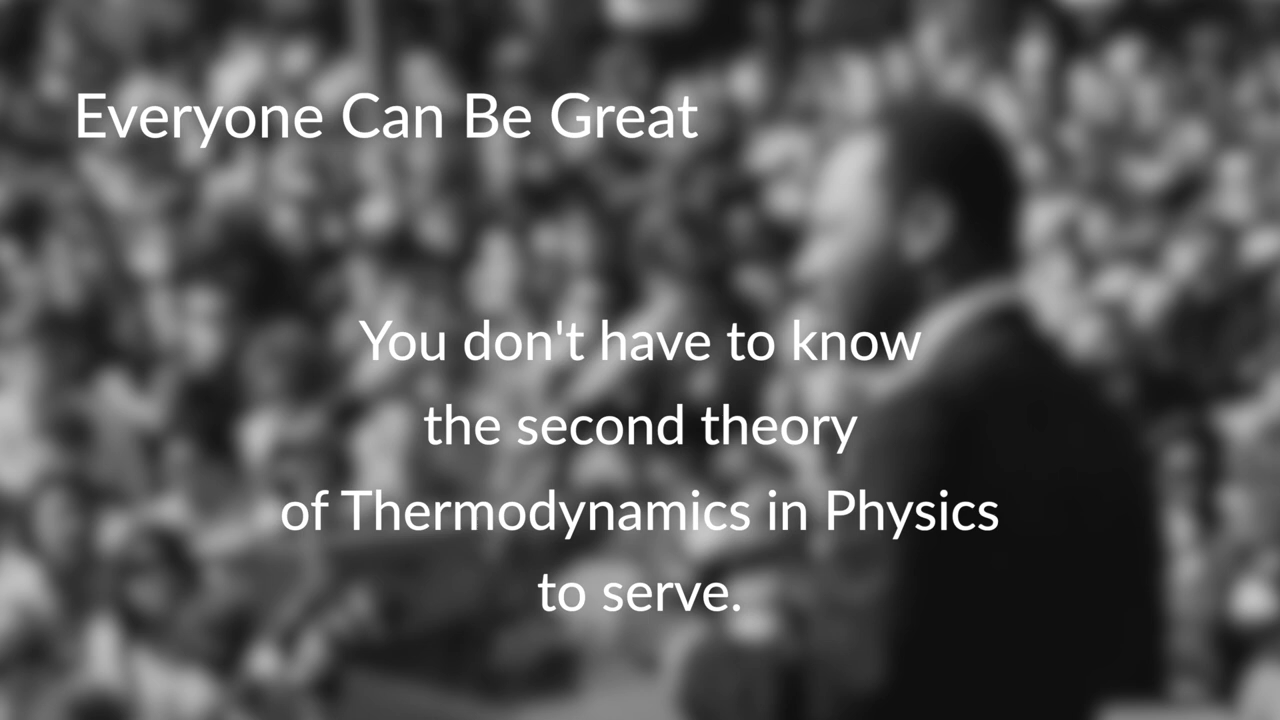 Everyone Can Be Great
You don't have to know
the second theory
of Thermodynamics in Physics
to serve.